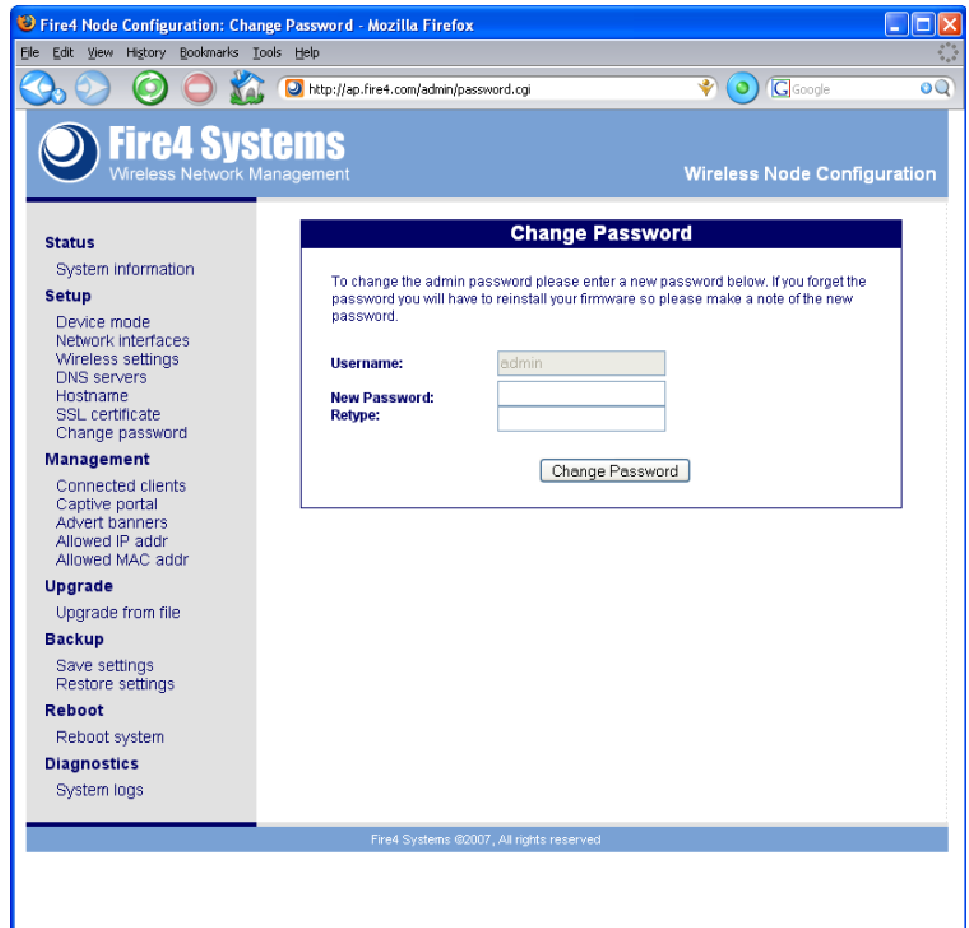 Fire4 Node Configuration: Change Password - Mozilla Firefox
File Edit View History Bookmarks Tools Help
http://ap.fire4.com/admin/password.cgi
G Google
Fire4 Systems
Wireless Network Management
Wireless Node Configuration
Status
System information
Setup
Device mode
Network interfaces
Wireless settings
DNS servers
Hostname
SSL certificate
Change password
Management
Connected clients
Captive portal
Advert banners
Allowed IP addr
Allowed MAC addr
Upgrade
Upgrade from file
Backup
Save settings
Restore settings
Reboot
Reboot system
Diagnostics
System logs
Change Password
To change the admin password please enter a new password below. If you forget the
password you will have to reinstall your firmware so please make a note of the new
password.
Username: admin
New Password:
Retype:
Change Password
Fire4 Systems ©2007, All rights reserved